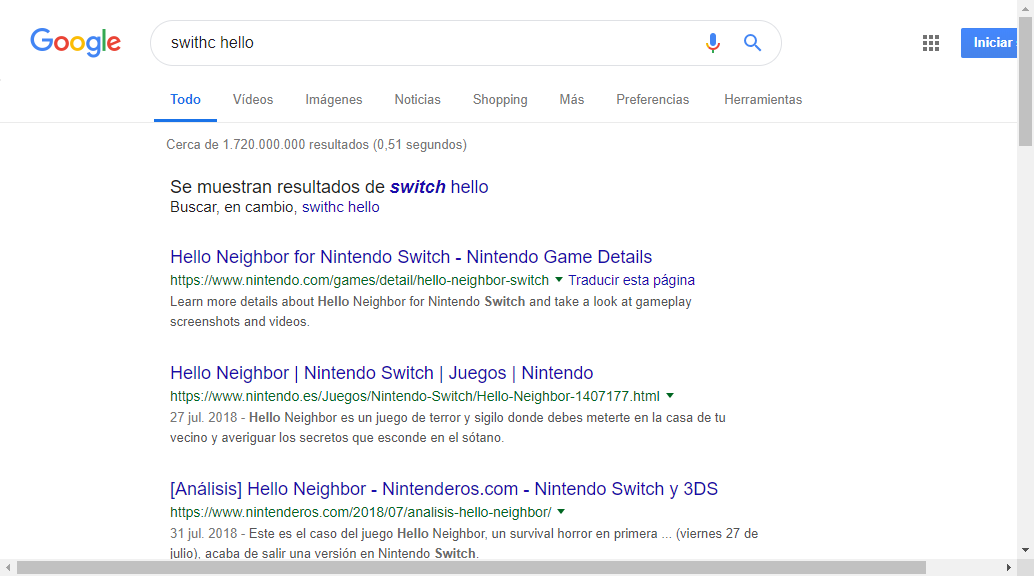 Google
swithc hello
Iniciar
Todo Vídeos Imágenes Noticias Shopping Más Preferencias Herramientas
Cerca de 1.720.000.000 resultados (0,51 segundos)
Se muestran resultados de switch hello
Buscar, en cambio, swithc hello
Hello Neighbor for Nintendo Switch - Nintendo Game Details
https://www.nintendo.com/games/detail/hello-neighbor-switch Traducir esta página
Learn more details about Hello Neighbor for Nintendo Switch and take a look at gameplay
screenshots and videos.
Hello Neighbor | Nintendo Switch | Juegos | Nintendo
https://www.nintendo.es/Juegos/Nintendo-Switch/Hello-Neighbor-1407177.html
27 jul. 2018 - Hello Neighbor es un juego de terror y sigilo donde debes meterte en la casa de tu
vecino y averiguar los secretos que esconde en el sótano.
[Análisis] Hello Neighbor - Nintenderos.com - Nintendo Switch y 3DS
https://www.nintenderos.com/2018/07/analisis-hello-neighbor/
31 jul. 2018 - Este es el caso del juego Hello Neighbor, un survival horror en primera ... (viernes 27 de
julio), acaba de salir una versión en Nintendo Switch.